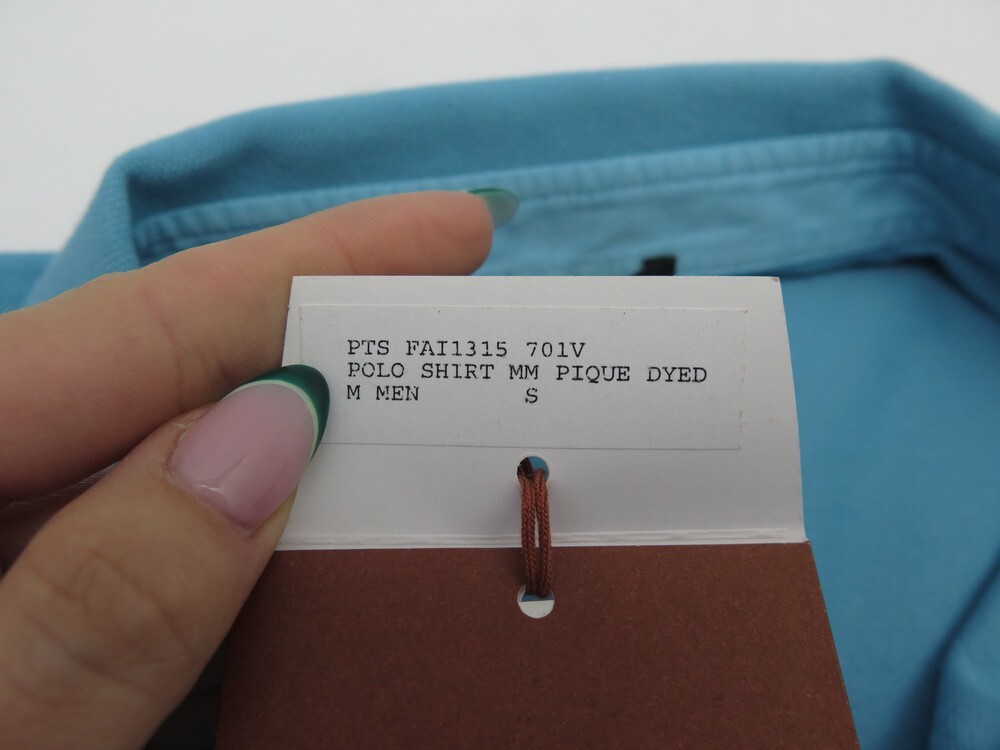 PTS FAI1315 701V
POLO SHIRT MM PIQUE DYED
M MEN S